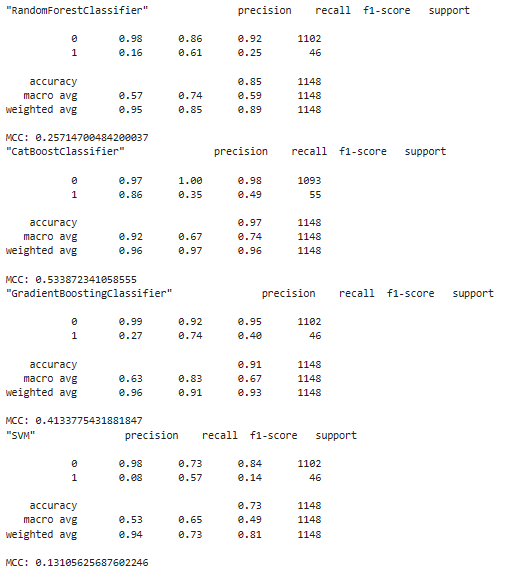 "RandomForestClassifier" precision recall f1-score support
0 0.98 0.86 0.92 1102
1 0.16 0.61 0.25 46
accuracy 0.85 1148
macro avg 0.57 0.74 0.59 1148
weighted avg 0.95 0.85 0.89 1148
MCC: 0.25714700484200037
"CatBoostClassifier" precision recall f1-score support
0 0.97 1.00 0.98 1093
1 0.86 0.35 0.49 55
accuracy 0.97 1148
macro avg 0.92 0.67 0.74 1148
weighted avg 0.96 0.97 0.96 1148
MCC: 0.533872341058555
"GradientBoostingClassifier" precision recall f1-score support
0 0.99 0.92 0.95 1102
1 0.27 0.74 0.40 46
accuracy 0.91 1148
macro avg 0.63 0.83 0.67 1148
weighted avg 0.96 0.91 0.93 1148
MCC: 0.4133775431881847
"SVM" precision recall f1-score support
0 0.98 0.73 0.84 1102
1 0.08 0.57 0.14 46
accuracy 0.73 1148
macro avg 0.53 0.65 0.49 1148
weighted avg 0.94 0.73 0.81 1148
MCC: 0.13105625687602246